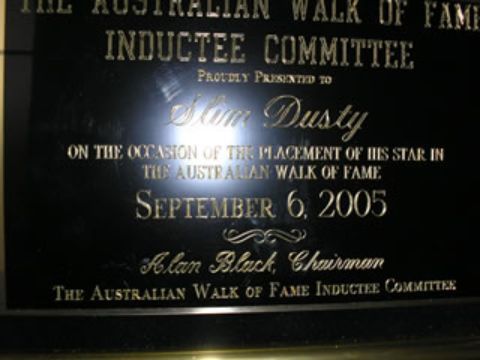 THE AUSTRALIAN WALK OF FAME
INDUCTEE COMMITTEE
PROUDLY PRESENTED TO
Slim Dusty
ON THE OCCASION OF THE PLACEMENT OF HIS STAR IN
THE AUSTRALIAN WALK OF FAME
SEPTEMBER 6, 2005
Alan Black, Chairman
THE AUSTRALIAN WALK OF FAME INDUCTEE COMMITTEE